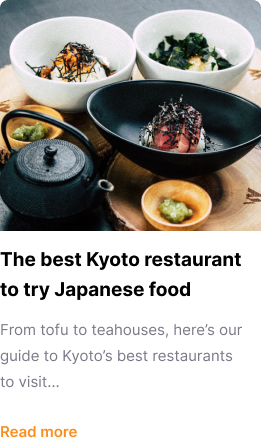 The best Kyoto restaurant
to try Japanese food
From tofu to teahouses, here’s our
guide to Kyoto’s best restaurants
to visit...
Read more